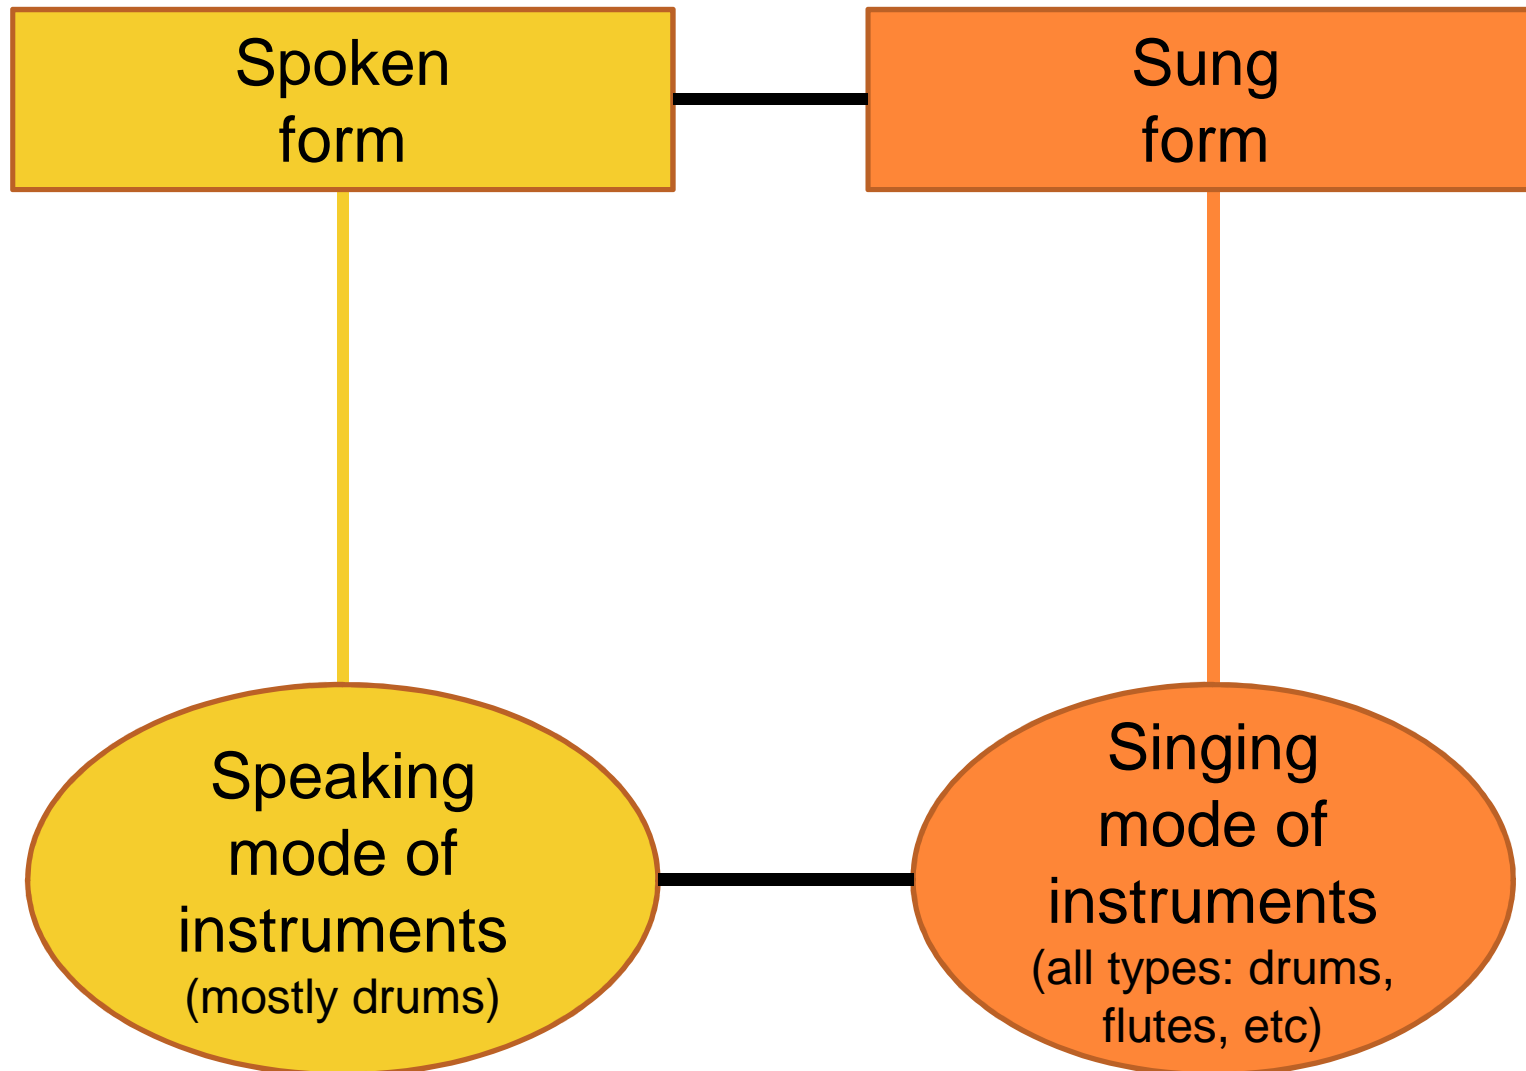 Spoken
form
Sung
form
Speaking
mode of
instruments
(mostly drums)
Singing
mode of
instruments
(all types: drums,
flutes, etc)